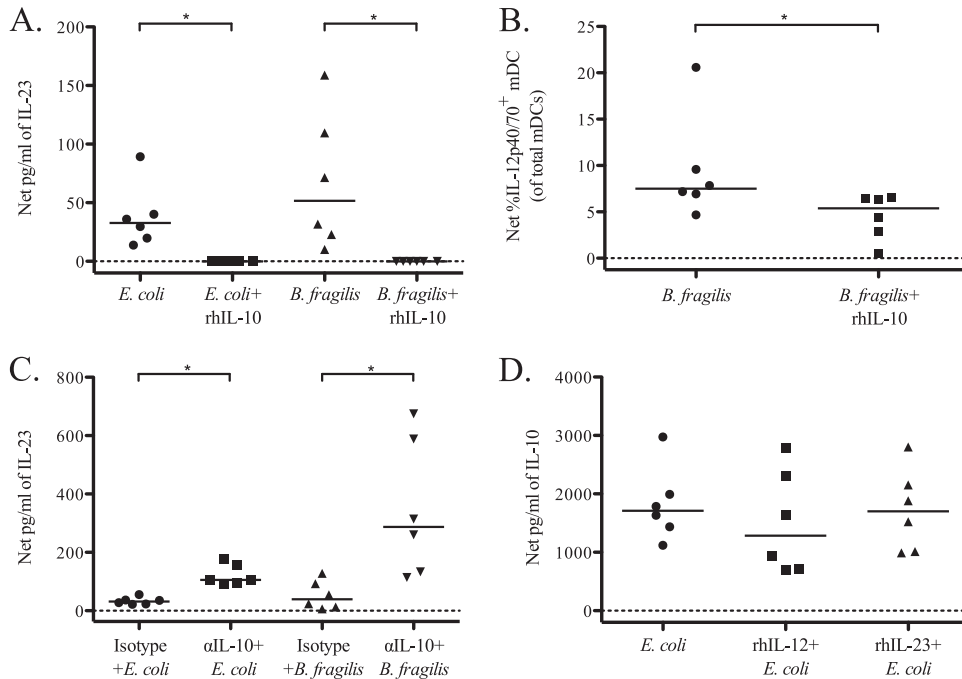 A.
Net pg/ml of IL-23
200
150
100
50
0
*
*
E. coli
E. coli+
rhIL-10
B. fragilis
B. fragilis+
rhIL-10
B.
Net %IL-12p40/70⁺ mDC
(of total mDCs)
25
20
15
10
5
0
*
B. fragilis
B. fragilis+
rhIL-10
C.
Net pg/ml of IL-23
800
600
400
200
0
*
*
Isotype
+E. coli
αIL-10+
E. coli
Isotype
+B. fragilis
αIL-10+
B. fragilis
D.
Net pg/ml of IL-10
4000
3000
2000
1000
0
E. coli
rhIL-12+
E. coli
rhIL-23+
E. coli